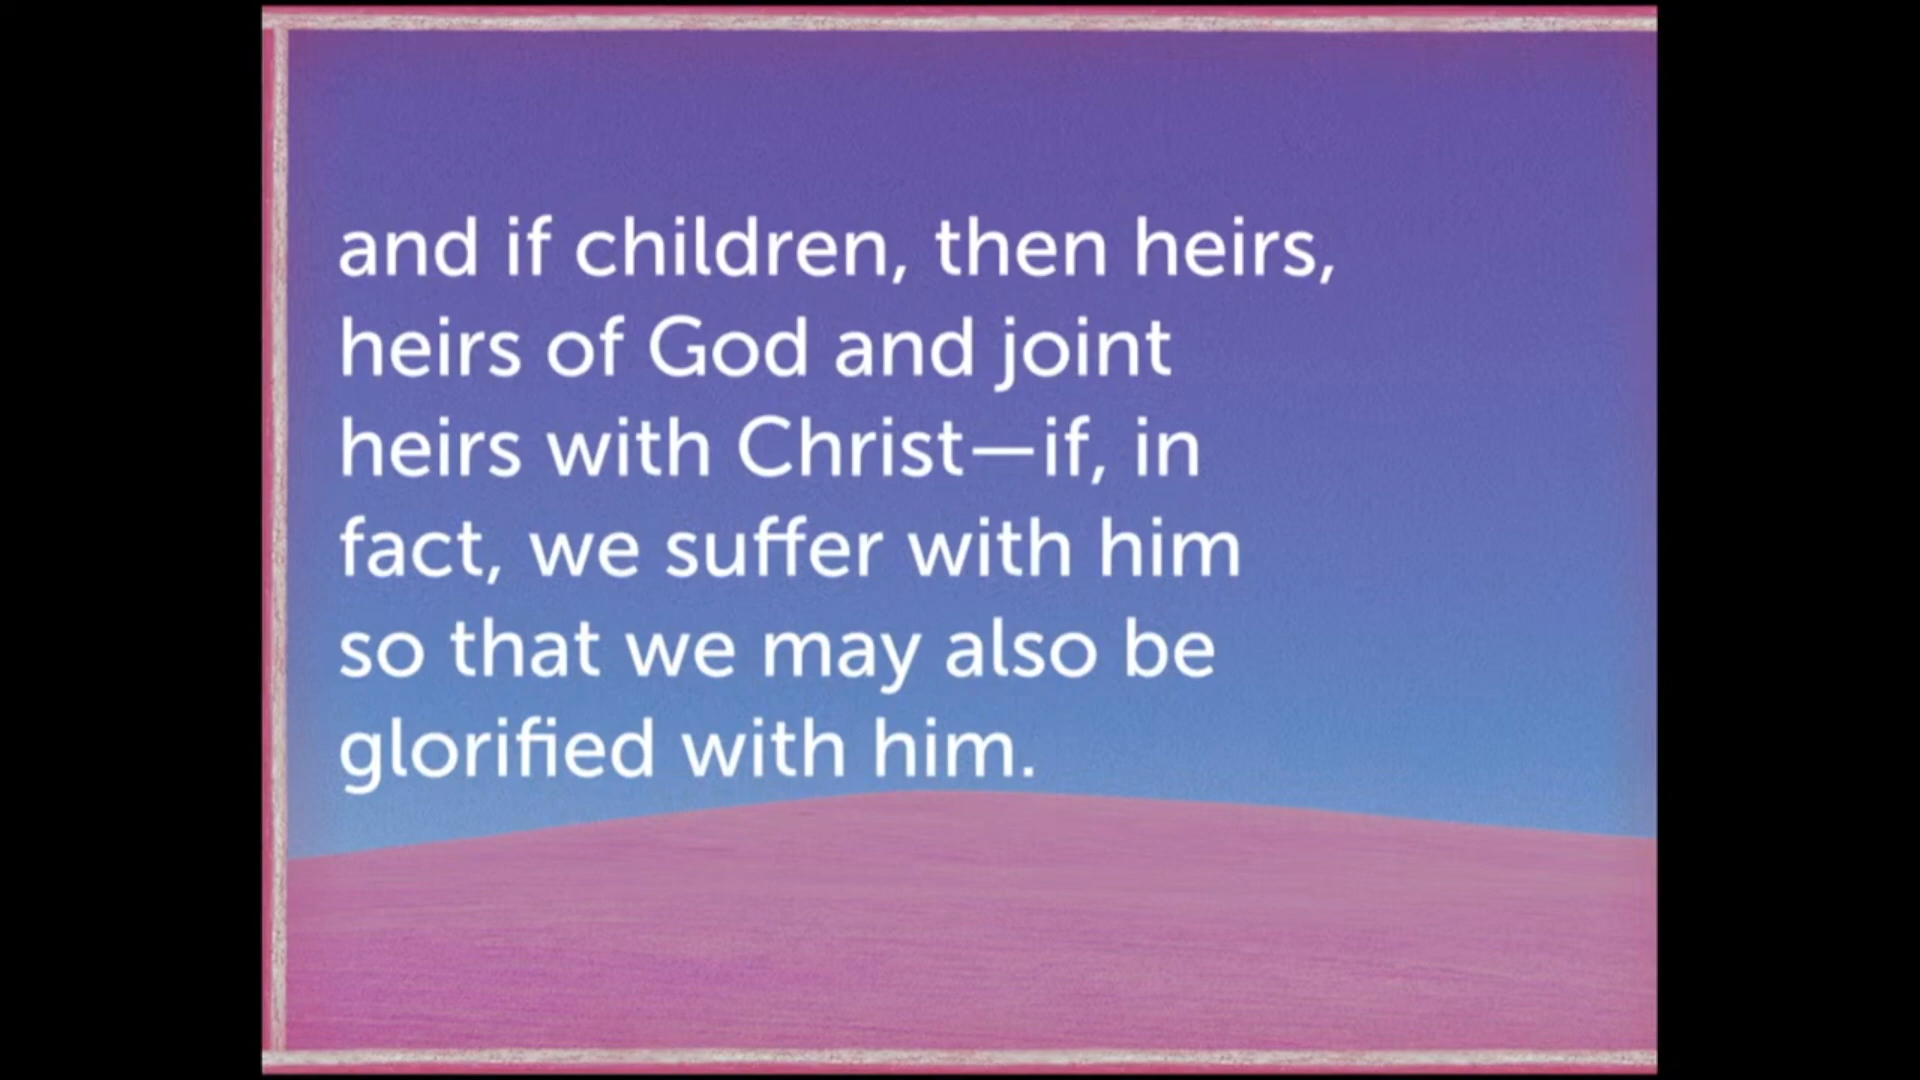 and if children, then heirs,
heirs of God and joint
heirs with Christ—if, in
fact, we suffer with him
so that we may also be
glorified with him.